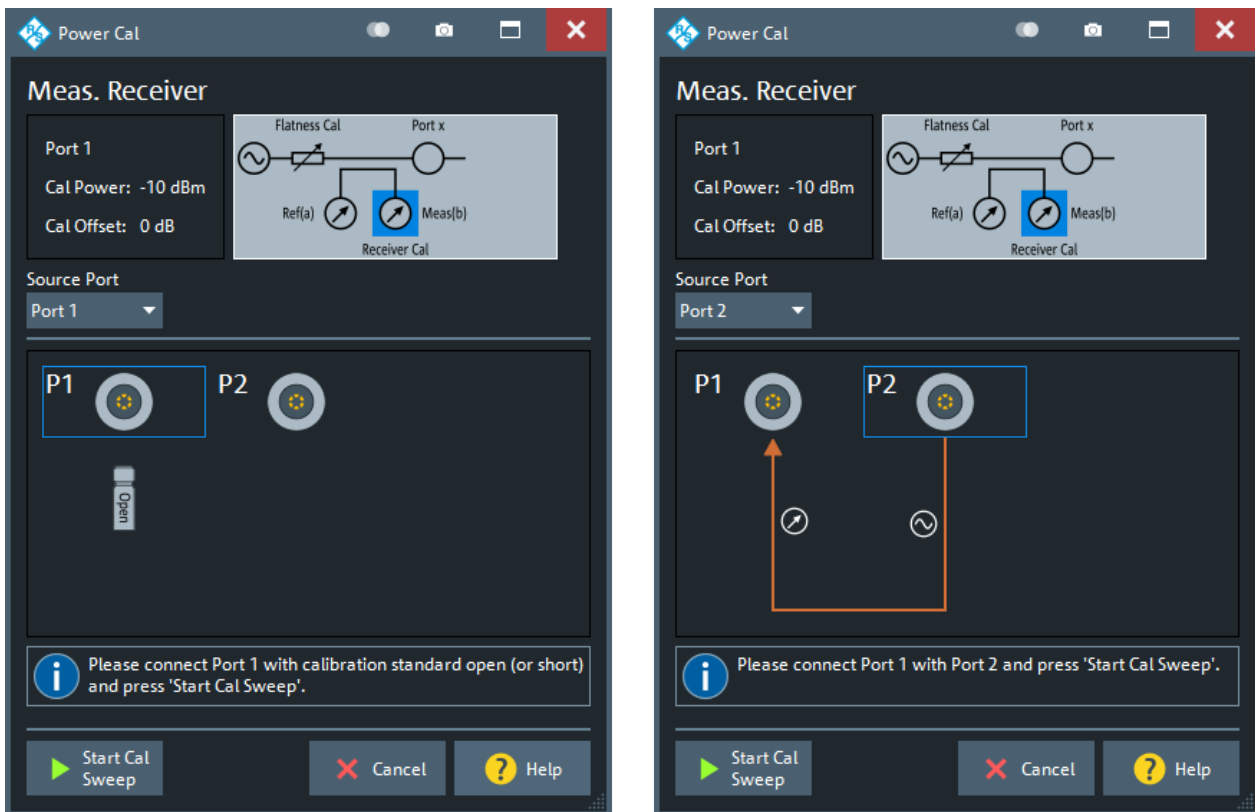 Power Cal
Meas. Receiver
Port 1
Cal Power: -10 dBm
Cal Offset: 0 dB
Flatness Cal
Port x
Ref(a)
Meas(b)
Receiver Cal
Source Port
Port 1
P1
P2
Open
Please connect Port 1 with calibration standard open (or short)
and press 'Start Cal Sweep'.
Start Cal
Sweep
Cancel
? Help
Power Cal
Meas. Receiver
Port 1
Cal Power: -10 dBm
Cal Offset: 0 dB
Flatness Cal
Port x
Ref(a)
Meas(b)
Receiver Cal
Source Port
Port 2
P1
P2
Please connect Port 1 with Port 2 and press 'Start Cal Sweep'.
Start Cal
Sweep
Cancel
? Help